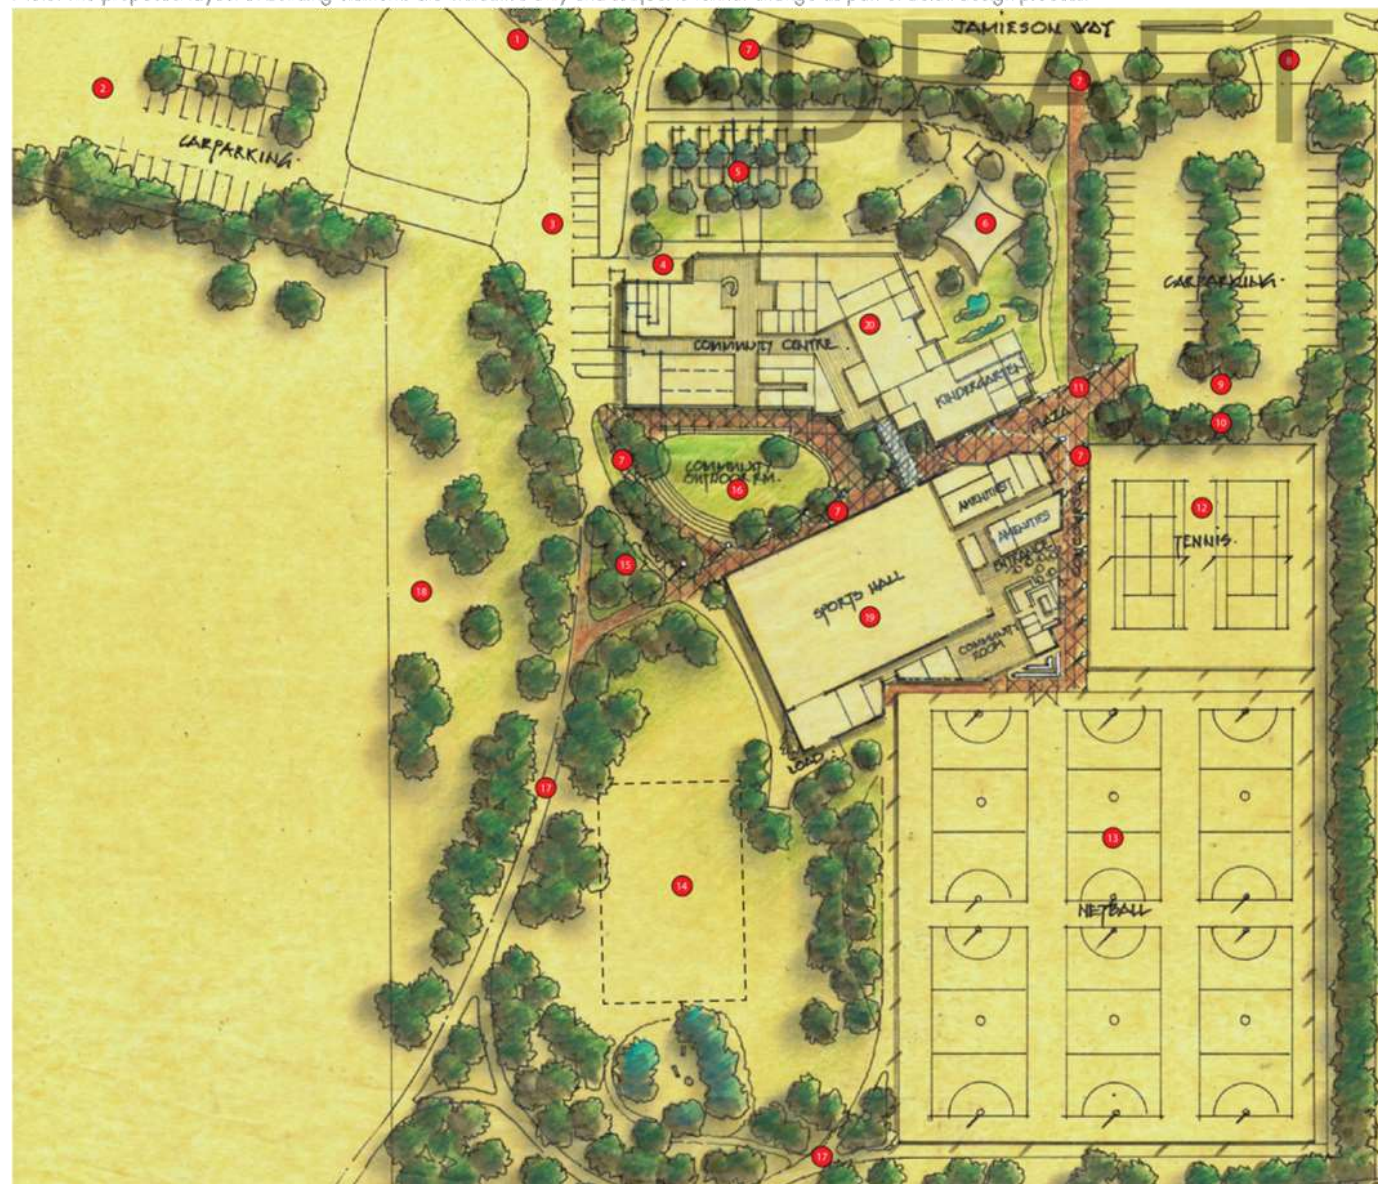 JAMIESON WAY
DRAFT
1
7
8
2
7
CARPARKING
5
3
6
4
CARPARKING
20
COMMUNITY CENTRE
KINDERGARTEN
11
9
PLAZA
10
7
7
COMMUNITY
OUTDOOR RM.
16
AMENITIES
7
12
AMENITIES
TENNIS
ENTRANCE
CONCOURSE
15
18
SPORTS HALL
19
COMMUNITY
ROOM
LOAD
17
13
14
NETBALL
17